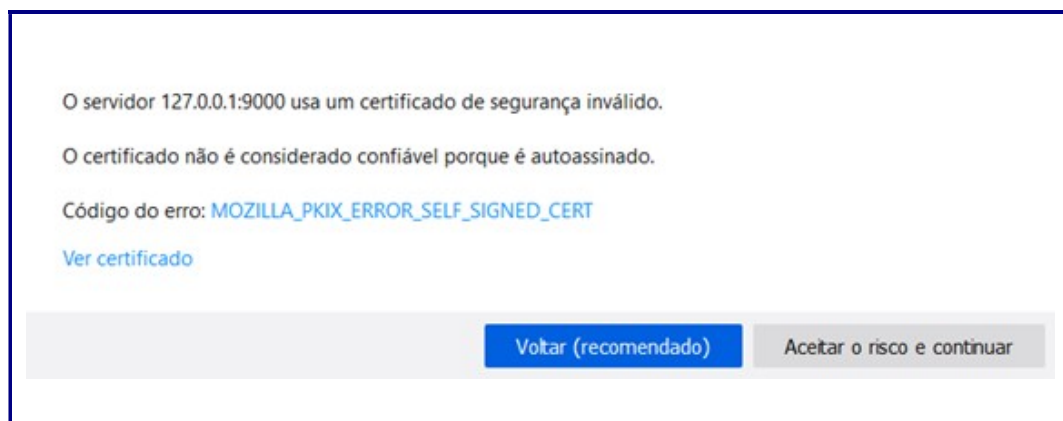 O servidor 127.0.0.1:9000 usa um certificado de segurança inválido.
O certificado não é considerado confiável porque é autoassinado.
Código do erro: MOZILLA_PKIX_ERROR_SELF_SIGNED_CERT
Ver certificado
Voltar (recomendado) Aceitar o risco e continuar